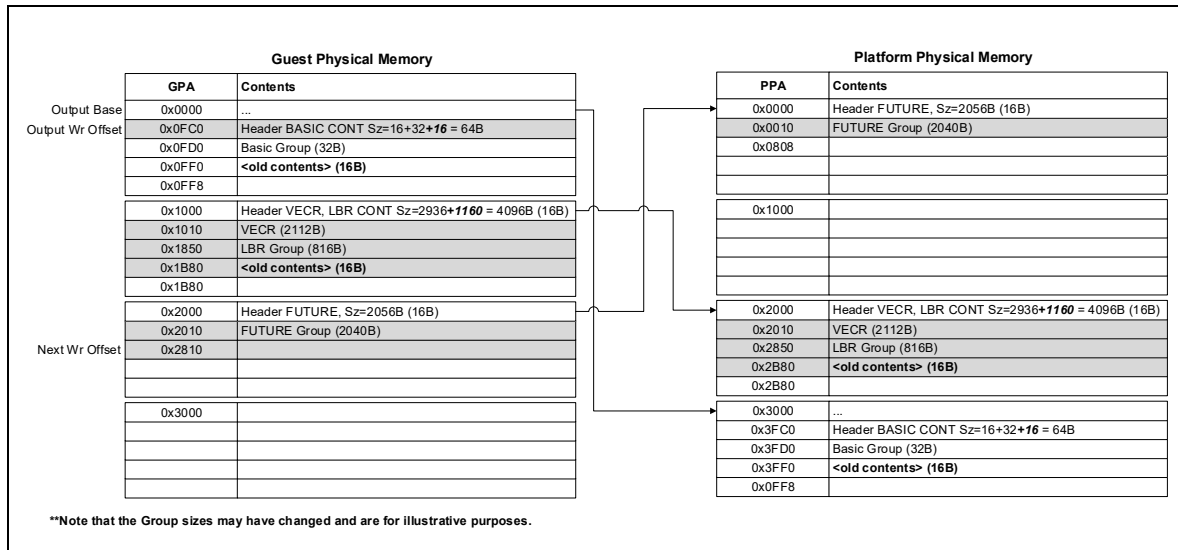 Guest Physical Memory
GPA Contents
Output Base 0x0000 ...
Output Wr Offset 0x0FC0 Header BASIC CONT Sz=16+32+16 = 64B
0x0FD0 Basic Group (32B)
0x0FF0 <old contents> (16B)
0x0FF8
0x1000 Header VECR, LBR CONT Sz=2936+1160 = 4096B (16B)
0x1010 VECR (2112B)
0x1850 LBR Group (816B)
0x1B80 <old contents> (16B)
0x1B80
0x2000 Header FUTURE, Sz=2056B (16B)
0x2010 FUTURE Group (2040B)
Next Wr Offset 0x2810
0x3000
Platform Physical Memory
PPA Contents
0x0000 Header FUTURE, Sz=2056B (16B)
0x0010 FUTURE Group (2040B)
0x0808
0x1000
0x2000 Header VECR, LBR CONT Sz=2936+1160 = 4096B (16B)
0x2010 VECR (2112B)
0x2850 LBR Group (816B)
0x2B80 <old contents> (16B)
0x2B80
0x3000 ...
0x3FC0 Header BASIC CONT Sz=16+32+16 = 64B
0x3FD0 Basic Group (32B)
0x3FF0 <old contents> (16B)
0x0FF8
**Note that the Group sizes may have changed and are for illustrative purposes.